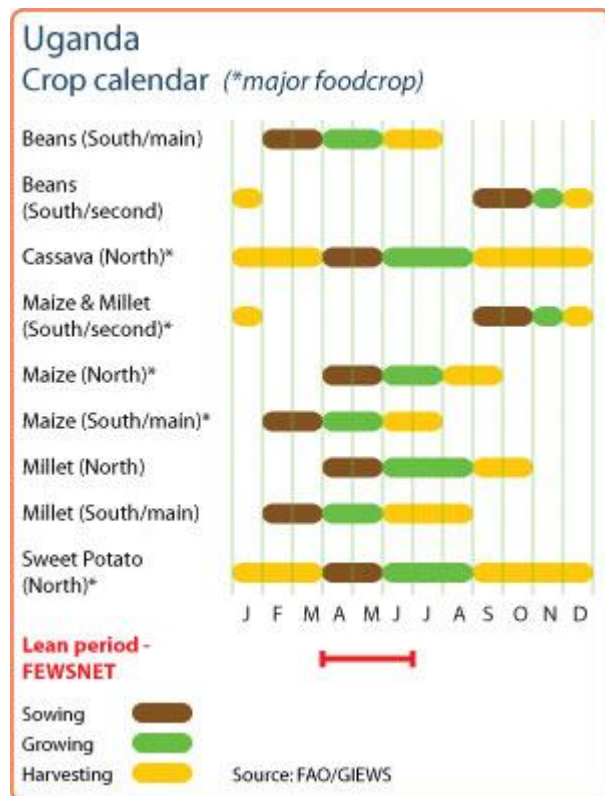 Uganda
Crop calendar (*major foodcrop)
Beans (South/main)
Beans
(South/second)
Cassava (North)*
Maize & Millet
(South/second)*
Maize (North)*
Maize (South/main)*
Millet (North)
Millet (South/main)
Sweet Potato
(North)*
J F M A M J J A S O N D
Lean period -
FEWSNET
Sowing
Growing
Harvesting
Source: FAO/GIEWS